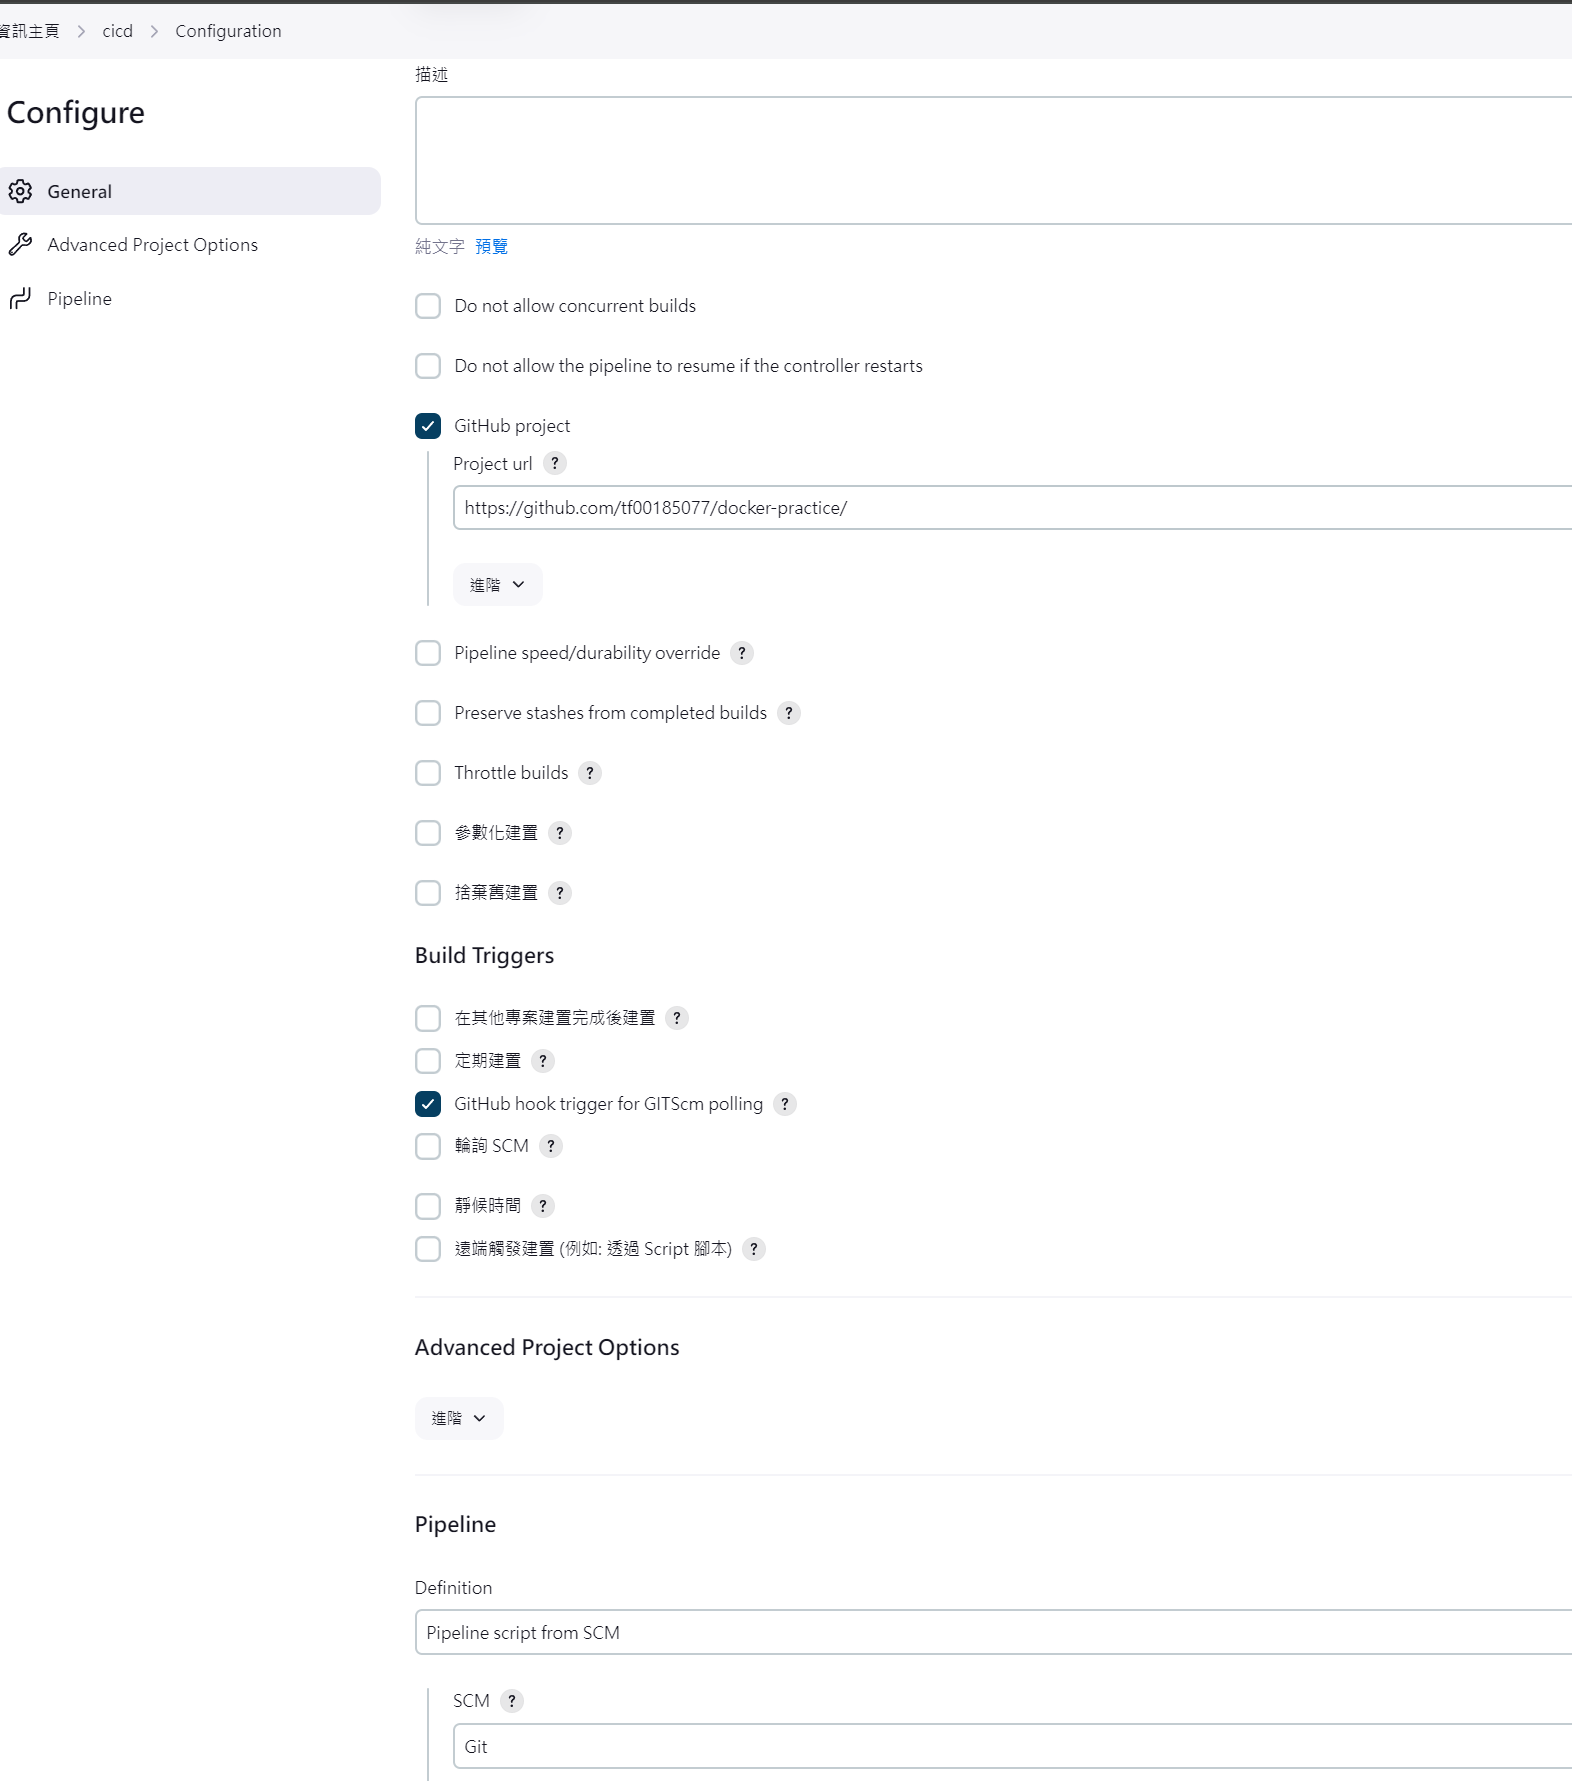 資訊主頁 > cicd > Configuration
Configure
General
Advanced Project Options
Pipeline
描述
純文字 預覽
Do not allow concurrent builds
Do not allow the pipeline to resume if the controller restarts
GitHub project
Project url ?
https://github.com/tf00185077/docker-practice/
進階
Pipeline speed/durability override ?
Preserve stashes from completed builds ?
Throttle builds ?
參數化建置 ?
捨棄舊建置 ?
Build Triggers
在其他專案建置完成後建置 ?
定期建置 ?
GitHub hook trigger for GITScm polling ?
輪詢 SCM ?
靜候時間 ?
遠端觸發建置 (例如: 透過 Script 腳本) ?
Advanced Project Options
進階
Pipeline
Definition
Pipeline script from SCM
SCM ?
Git